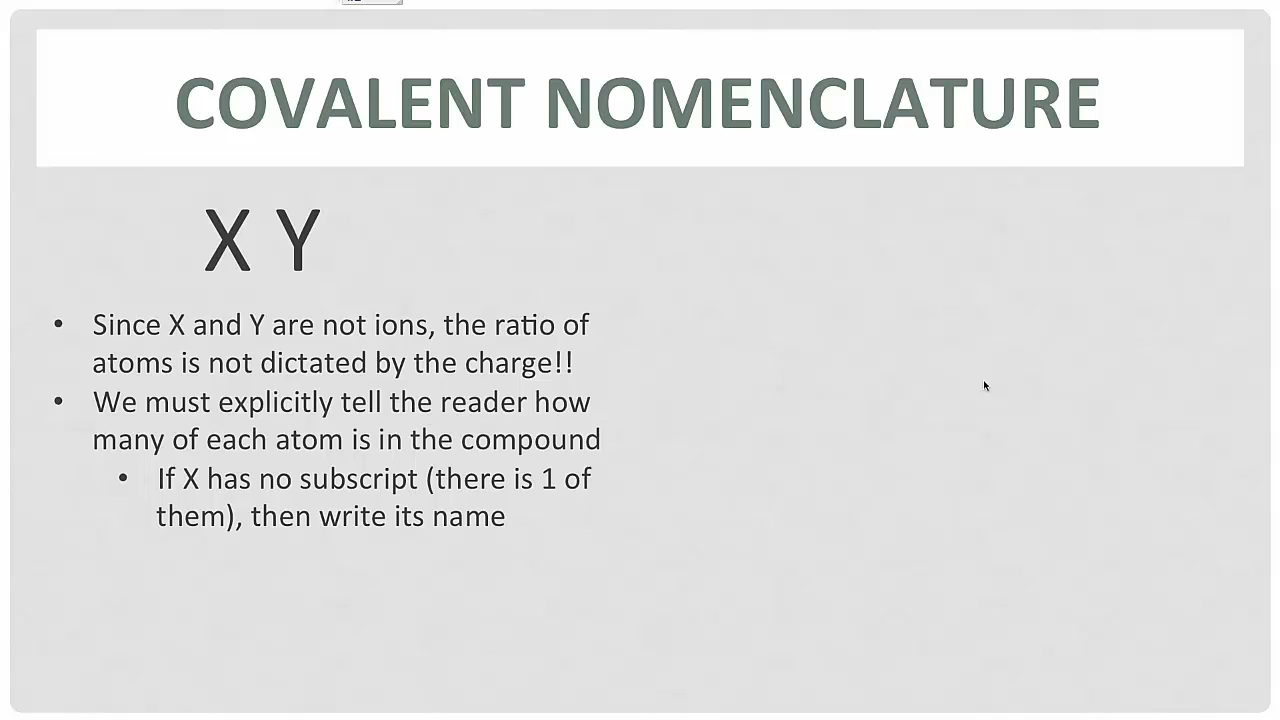 COVALENT NOMENCLATURE
X Y
• Since X and Y are not ions, the ratio of
atoms is not dictated by the charge!!
• We must explicitly tell the reader how
many of each atom is in the compound
• If X has no subscript (there is 1 of
them), then write its name